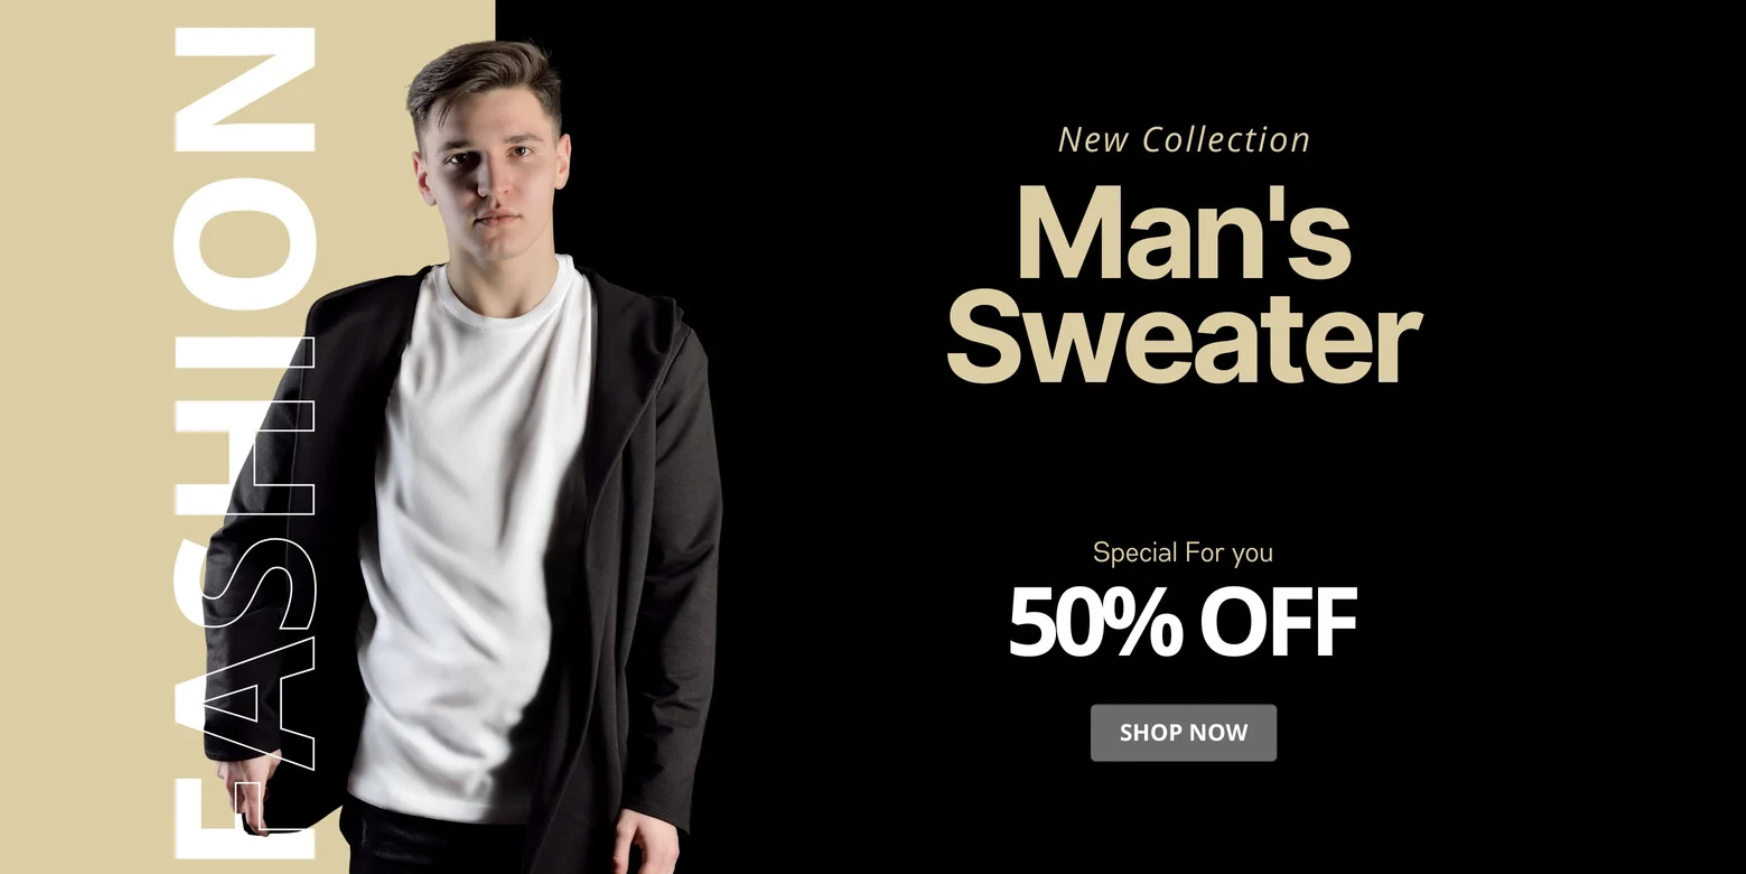 FASHION
New Collection
Man's
Sweater
Special For you
50% OFF
SHOP NOW